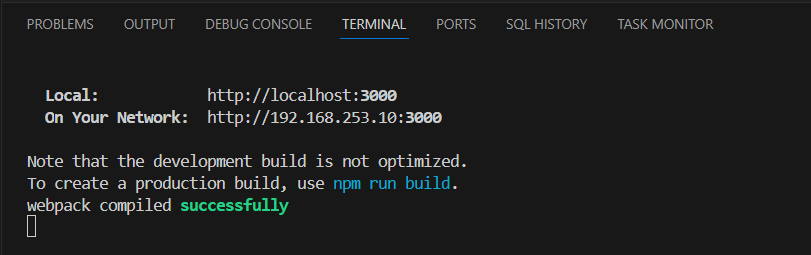 PROBLEMS OUTPUT DEBUG CONSOLE TERMINAL PORTS SQL HISTORY TASK MONITOR
Local: http://localhost:3000
On Your Network: http://192.168.253.10:3000
Note that the development build is not optimized.
To create a production build, use npm run build.
webpack compiled successfully